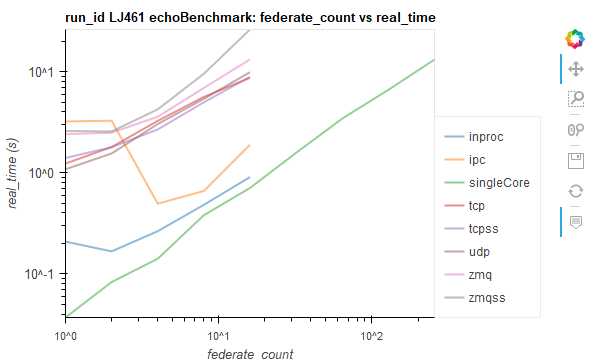 run_id LJ461 echoBenchmark: federate_count vs real_time
real_time (s)
10^1
10^0
10^-1
10^0
10^1
10^2
federate_count
inproc
ipc
singleCore
tcp
tcpss
udp
zmq
zmqss